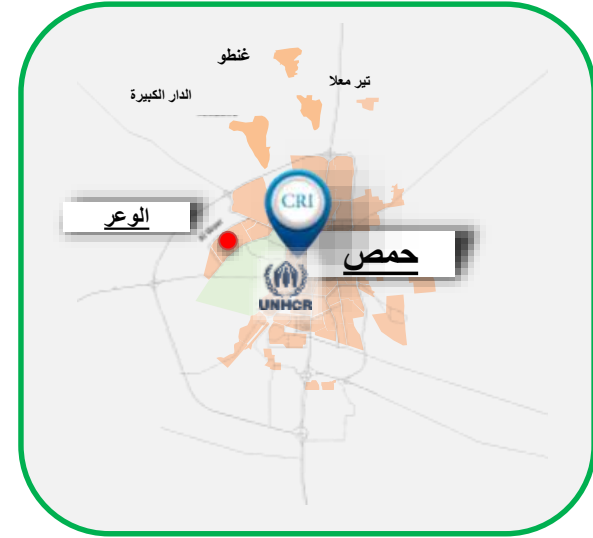 غنطو
تير معلا
الدار الكبيرة
CRI
الوعر
حمص
UNHCR